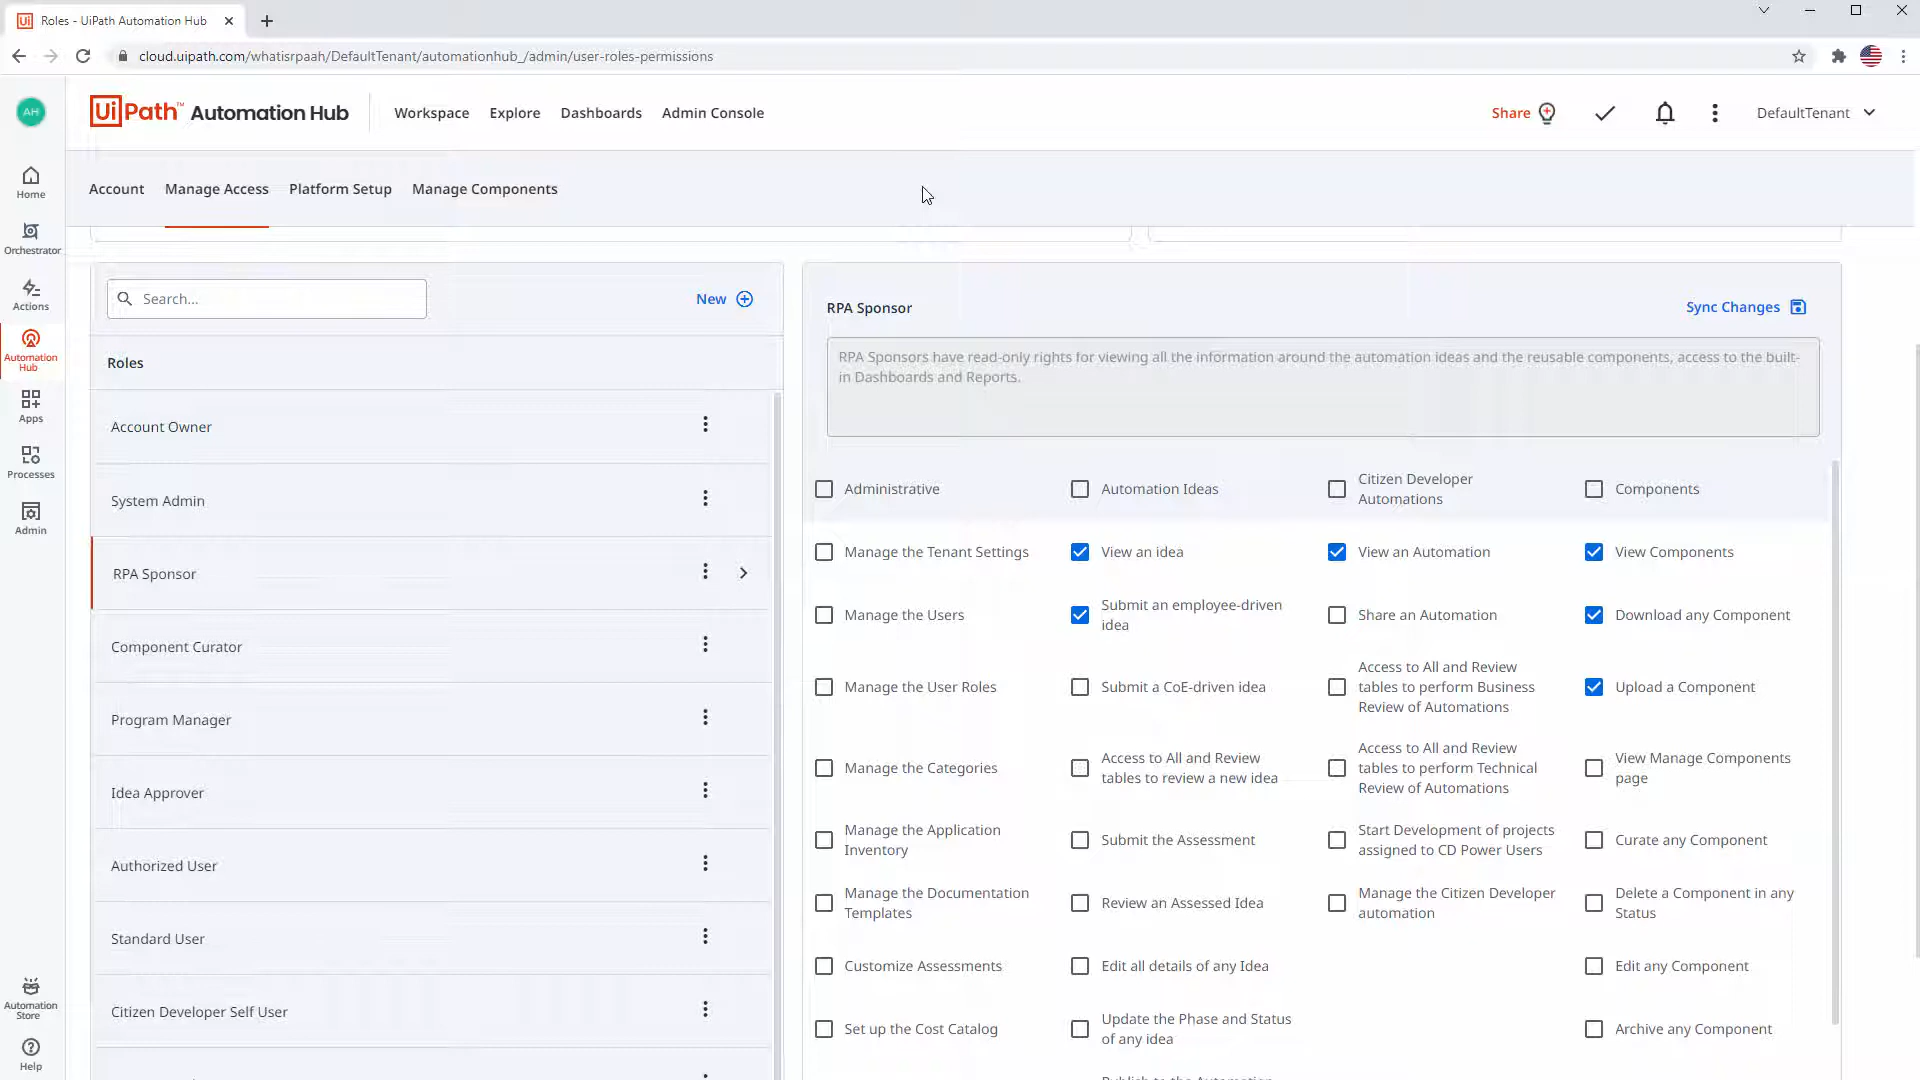 Roles - UiPath Automation Hub
cloud.uipath.com/whatisrpaah/DefaultTenant/automationhub_/admin/user-roles-permissions
AH
UiPath™ Automation Hub
Workspace
Explore
Dashboards
Admin Console
Share
DefaultTenant
Account
Manage Access
Platform Setup
Manage Components
Home
Orchestrator
Actions
Automation
Hub
Apps
Processes
Admin
Automation
Store
Help
Search...
New
Roles
Account Owner
System Admin
RPA Sponsor
Component Curator
Program Manager
Idea Approver
Authorized User
Standard User
Citizen Developer Self User
RPA Sponsor
Sync Changes
RPA Sponsors have read-only rights for viewing all the information around the automation ideas and the reusable components, access to the built-
in Dashboards and Reports.
Administrative
Automation Ideas
Citizen Developer
Automations
Components
Manage the Tenant Settings
View an idea
View an Automation
View Components
Manage the Users
Submit an employee-driven
idea
Share an Automation
Download any Component
Manage the User Roles
Submit a CoE-driven idea
Access to All and Review
tables to perform Business
Review of Automations
Upload a Component
Manage the Categories
Access to All and Review
tables to review a new idea
Access to All and Review
tables to perform Technical
Review of Automations
View Manage Components
page
Manage the Application
Inventory
Submit the Assessment
Start Development of projects
assigned to CD Power Users
Curate any Component
Manage the Documentation
Templates
Review an Assessed Idea
Manage the Citizen Developer
automation
Delete a Component in any
Status
Customize Assessments
Edit all details of any Idea
Edit any Component
Set up the Cost Catalog
Update the Phase and Status
of any idea
Archive any Component
Publish to the Automation